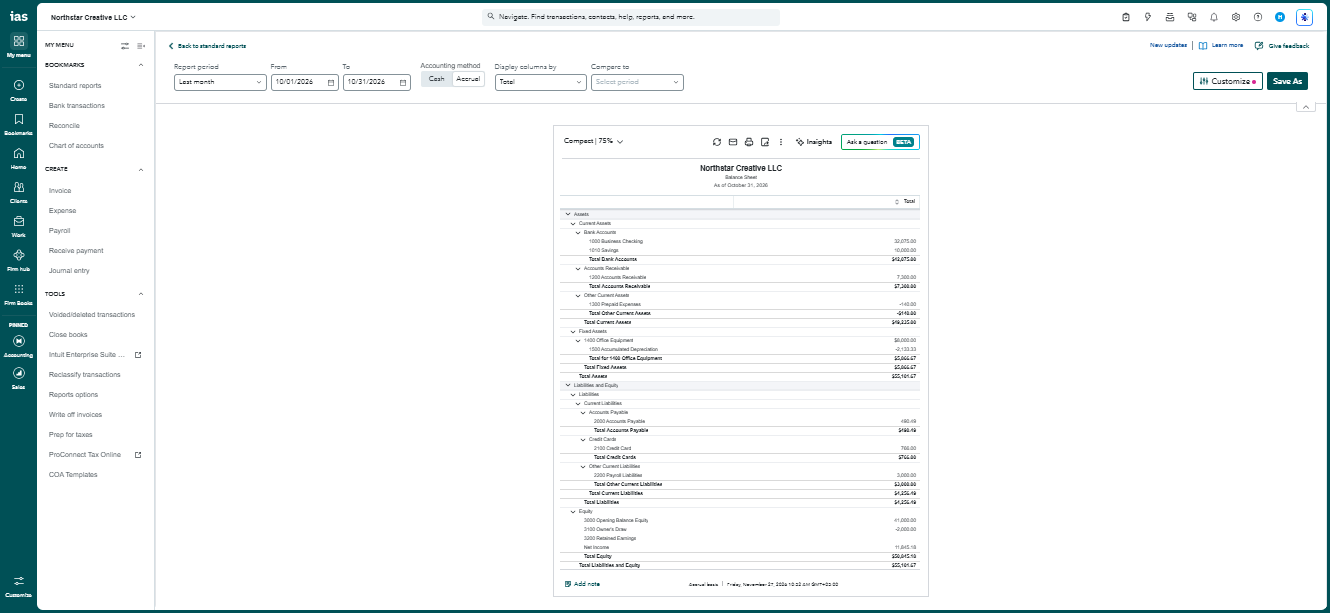 ias
Northstar Creative LLC
Navigate. Find transactions, contacts, help, reports, and more.
H
My menu
Create
Bookmarks
Home
Clients
Work
Firm hub
Firm Books
PINNED
Accounting
Sales
Customize
MY MENU
BOOKMARKS
Standard reports
Bank transactions
Reconcile
Chart of accounts
CREATE
Invoice
Expense
Payroll
Receive payment
Journal entry
TOOLS
Voided/deleted transactions
Close books
Intuit Enterprise Suite ...
Reclassify transactions
Reports options
Write off invoices
Prep for taxes
ProConnect Tax Online
COA Templates
Back to standard reports
New updates
Learn more
Give feedback
Report period From To Accounting method Display columns by Compare to
Last month 10/01/2026 10/31/2026 Cash Accrual Total Select period
Customize Save As
Compact | 75%
Insights
Ask a question BETA
Northstar Creative LLC
Balance Sheet
As of October 31, 2026
Total
Assets
Current Assets
Bank Accounts
1000 Business Checking 32,075.00
1010 Savings 10,000.00
Total Bank Accounts $42,075.00
Accounts Receivable
1200 Accounts Receivable 7,300.00
Total Accounts Receivable $7,300.00
Other Current Assets
1300 Prepaid Expenses -140.00
Total Other Current Assets -$140.00
Total Current Assets $49,235.00
Fixed Assets
1400 Office Equipment $8,000.00
1500 Accumulated Depreciation -2,133.33
Total for 1400 Office Equipment $5,866.67
Total Fixed Assets $5,866.67
Total Assets $55,101.67
Liabilities and Equity
Liabilities
Current Liabilities
Accounts Payable
2000 Accounts Payable 490.49
Total Accounts Payable $490.49
Credit Cards
2100 Credit Card 766.00
Total Credit Cards $766.00
Other Current Liabilities
2200 Payroll Liabilities 3,000.00
Total Other Current Liabilities $3,000.00
Total Current Liabilities $4,256.49
Total Liabilities $4,256.49
Equity
3000 Opening Balance Equity 41,000.00
3100 Owner's Draw -2,000.00
3200 Retained Earnings
Net Income 11,845.18
Total Equity $50,845.18
Total Liabilities and Equity $55,101.67
Add note
Accrual basis | Friday, November 27, 2026 10:22 AM GMT+02:00